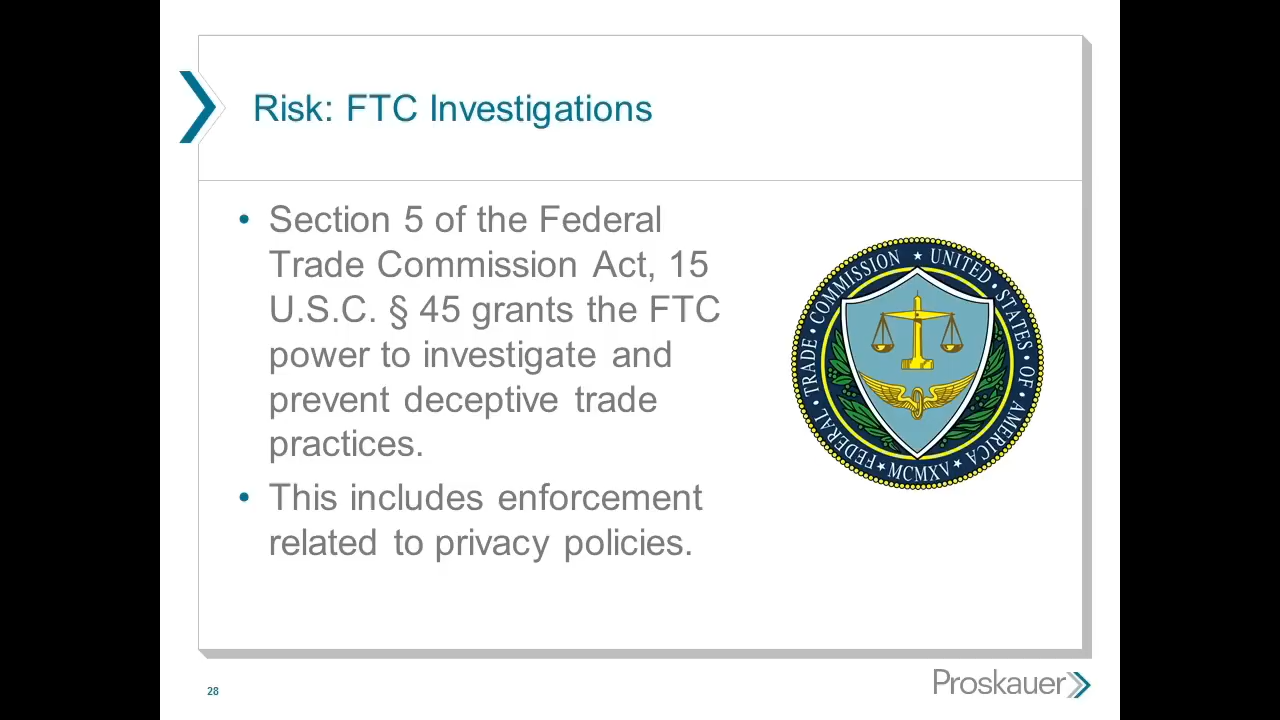 Risk: FTC Investigations
• Section 5 of the Federal
Trade Commission Act, 15
U.S.C. § 45 grants the FTC
power to investigate and
prevent deceptive trade
practices.
• This includes enforcement
related to privacy policies.
FEDERAL • TRADE • COMMISSION ★ UNITED • STATES • OF • AMERICA
★ MCMXV ★
28
Proskauer